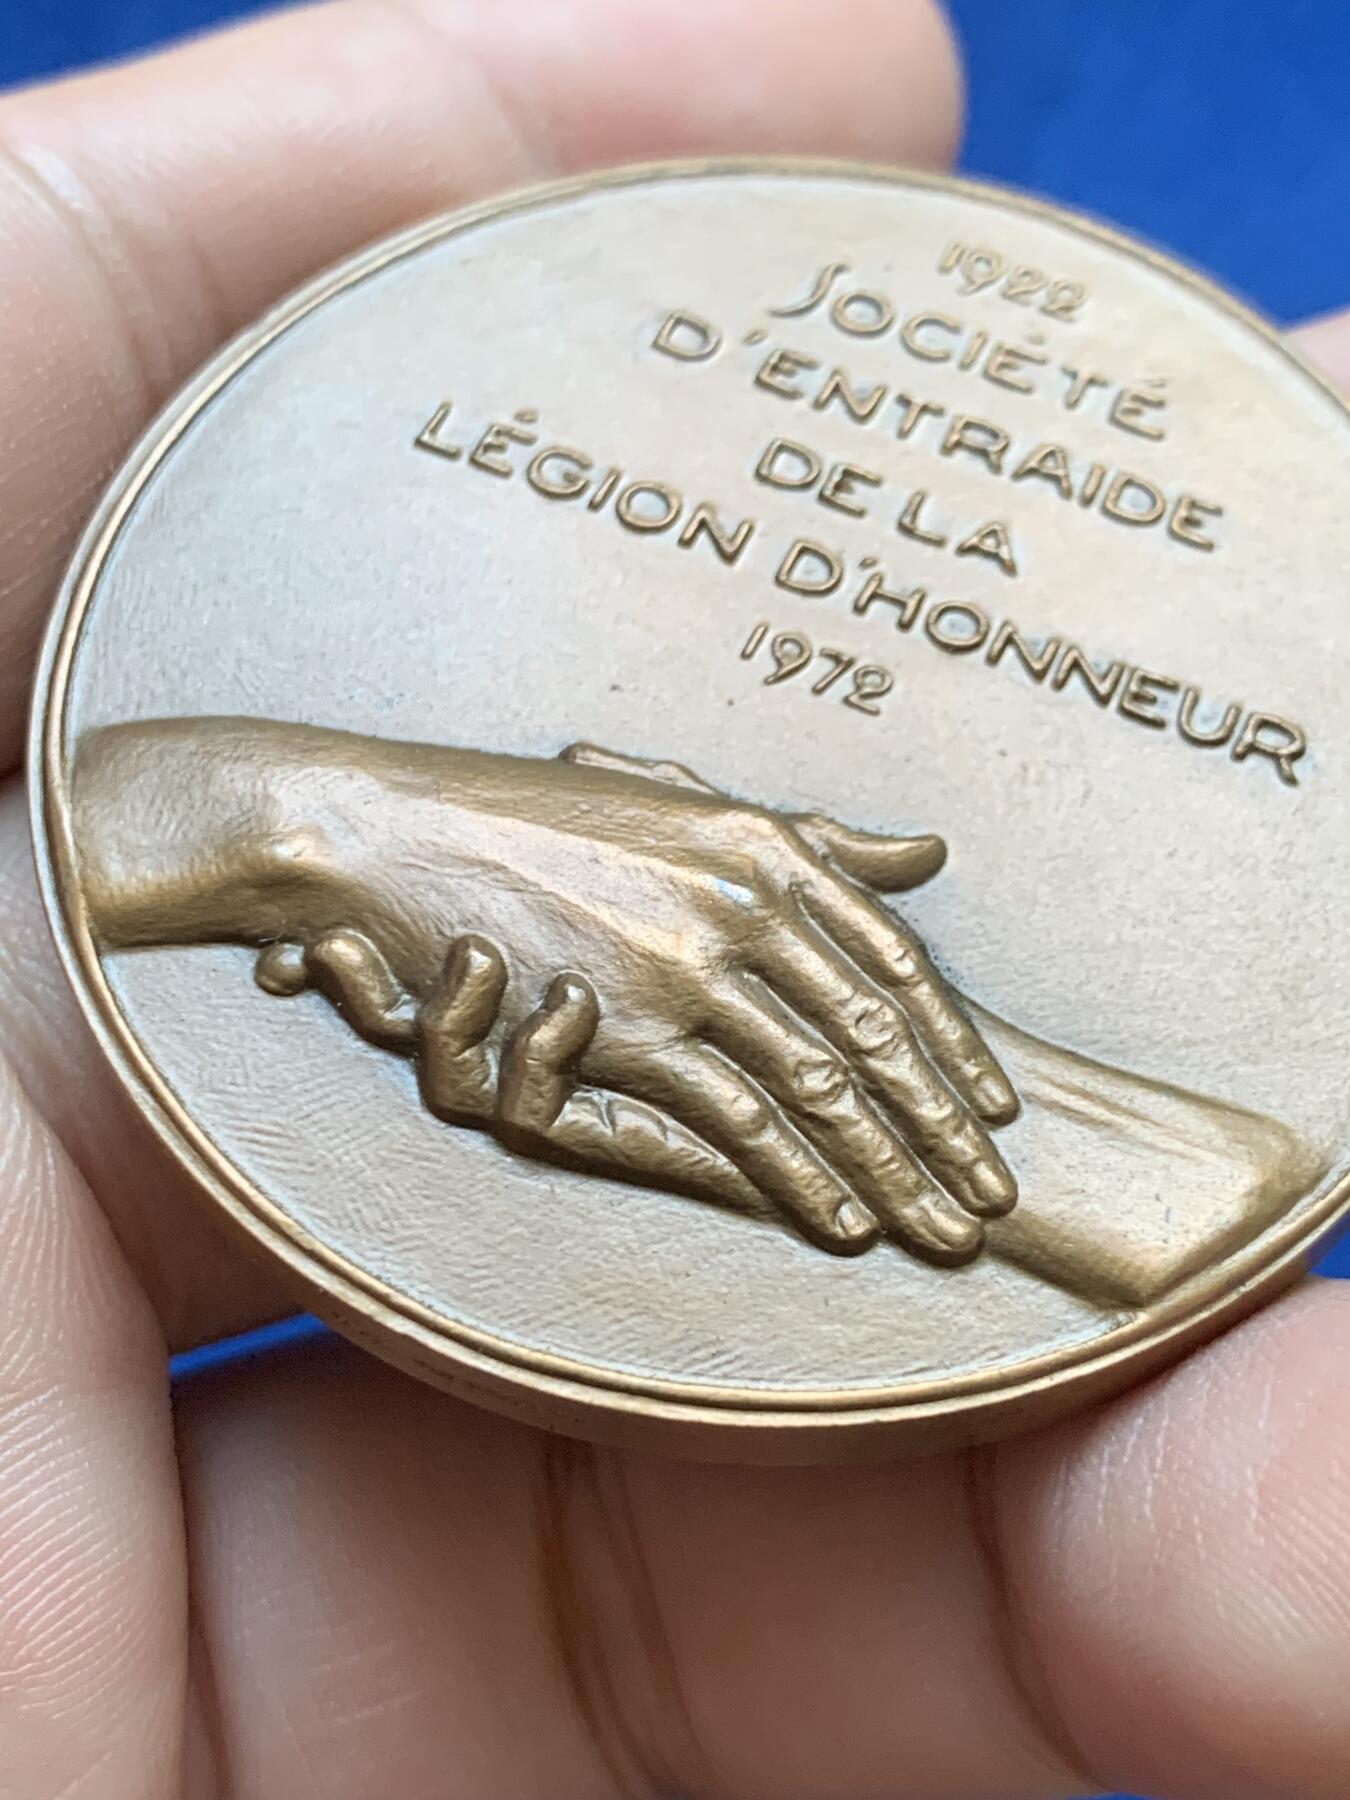 1922
SOCIÉTÉ
D'ENTRAIDE
DE LA
LÉGION D'HONNEUR
1972